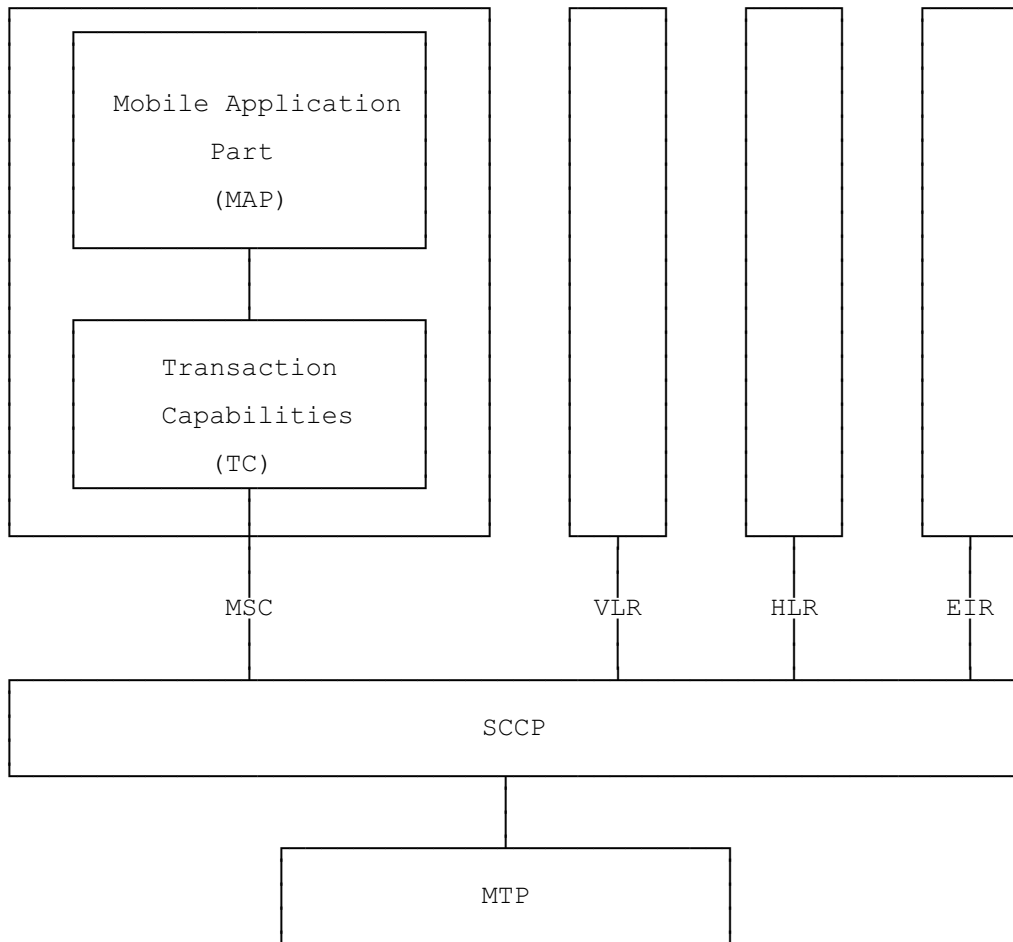 Mobile Application
Part
(MAP)
Transaction
Capabilities
(TC)
MSC
VLR
HLR
EIR
SCCP
MTP